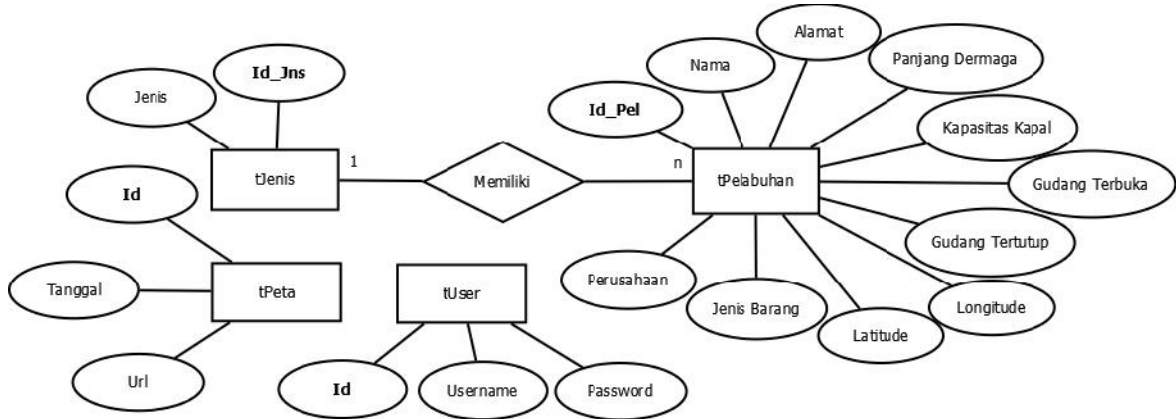 Alamat
Nama
Panjang Dermaga
Id_Jns
Jenis
Id_Pel
Kapasitas Kapal
1
n
tJenis
Memiliki
tPelabuhan
Gudang Terbuka
Id
Gudang Tertutup
Perusahaan
Tanggal
tPeta
tUser
Jenis Barang
Longitude
Latitude
Url
Id
Username
Password